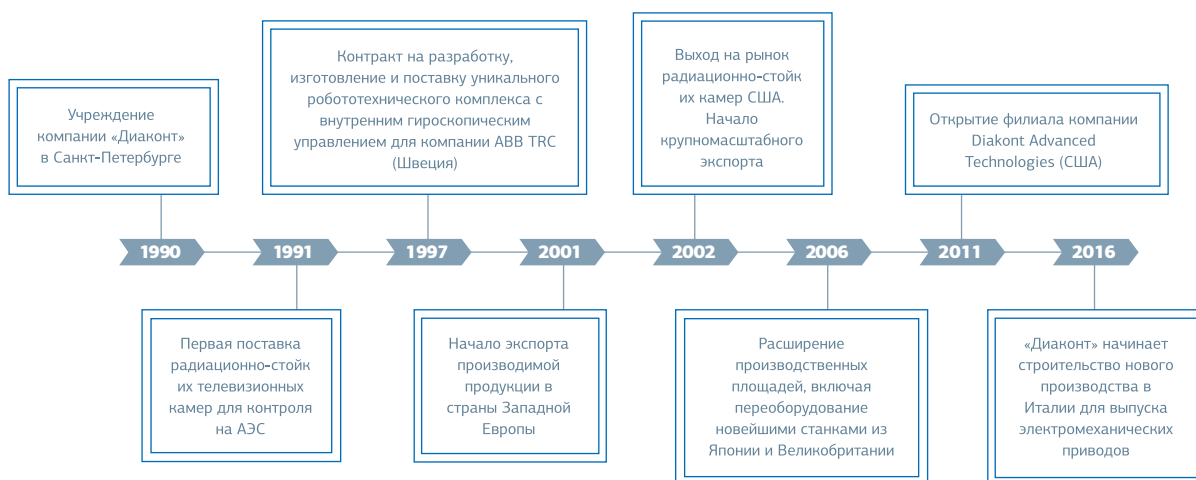 Учреждение
компании «Диаконт»
в Санкт-Петербурге
Контракт на разработку,
изготовление и поставку уникального
робототехнического комплекса с
внутренним гироскопическим
управлением для компании ABB TRC
(Швеция)
Выход на рынок
радиационно-стойк
их камер США.
Начало
крупномасштабного
экспорта
Открытие филиала компании
Diakont Advanced
Technologies (США)
1990
1991
1997
2001
2002
2006
2011
2016
Первая поставка
радиационно-стойк
их телевизионных
камер для контроля
на АЭС
Начало экспорта
производимой
продукции в
страны Западной
Европы
Расширение
производственных
площадей, включая
переоборудование
новейшими станками из
Японии и Великобритании
«Диаконт» начинает
строительство нового
производства в
Италии для выпуска
электромеханических
приводов